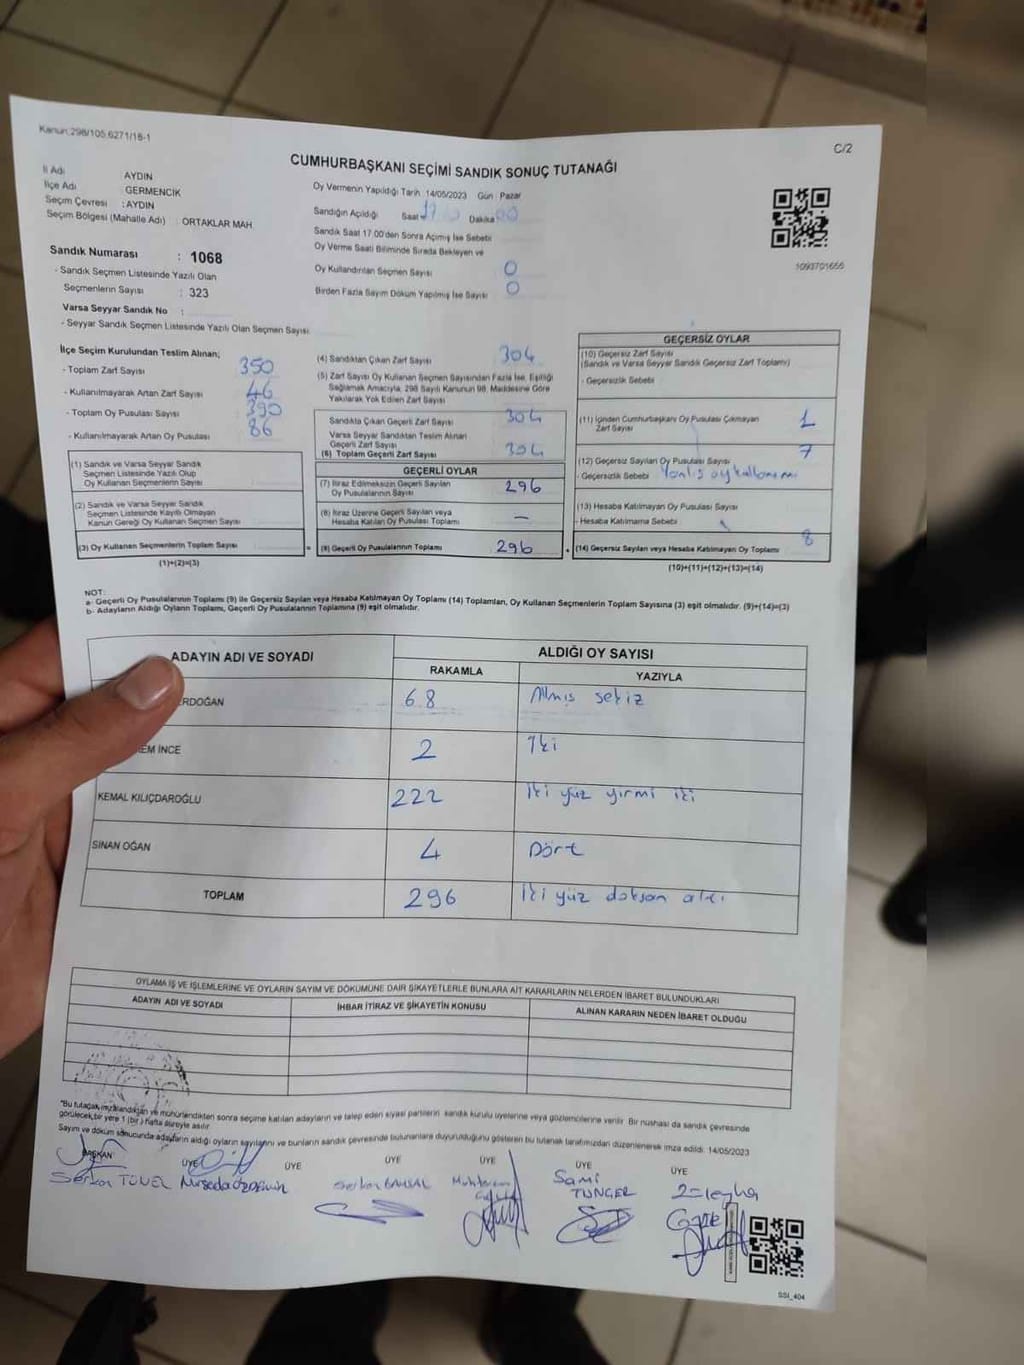 Kanun:298/105,6271/18-1
C/2
CUMHURBAŞKANI SEÇİMİ SANDIK SONUÇ TUTANAĞI
İl Adı AYDIN
İlçe Adı : GERMENCİK
Seçim Çevresi : AYDIN
Seçim Bölgesi (Mahalle Adı) : ORTAKLAR MAH
Sandık Numarası : 1068
- Sandık Seçmen Listesinde Yazılı Olan
Seçmenlerin Sayısı : 323
Varsa Seyyar Sandık No :
- Seyyar Sandık Seçmen Listesinde Yazılı Olan Seçmen Sayısı
Oy Vermenin Yapıldığı Tarih 14/05/2023 Gün : Pazar
Sandığın Açıldığı Saat 17 Dakika 00
Sandık Saat 17.00'den Sonra Açımış İse Sebebi
Oy Verme Saati Bitiminde Sırada Bekleyen ve
Oy Kullandırılan Seçmen Sayısı 0
Birden Fazla Sayım Döküm Yapılmış İse Sayısı 0
1093701656
İlçe Seçim Kurulundan Teslim Alınan;
- Toplam Zarf Sayısı 350
- Kullanılmayarak Artan Zarf Sayısı 46
- Toplam Oy Pusulası Sayısı 390
- Kullanılmayarak Artan Oy Pusulası 86
(1) Sandık ve Varsa Seyyar Sandık
Seçmen Listesinde Yazılı Olup
Oy Kullanan Seçmenlerin Sayısı
(2) Sandık ve Varsa Seyyar Sandık
Seçmen Listesinde Kayıtlı Olmayan
Kanun Gereği Oy Kullanan Seçmen Sayısı
(3) Oy Kullanan Seçmenlerin Toplam Sayısı
(1)+(2)=(3)
(4) Sandıktan Çıkan Zarf Sayısı 304
(5) Zarf Sayısı Oy Kullanan Seçmen Sayısından Fazla İse, Eşitliği
Sağlamak Amacıyla, 298 Sayılı Kanunun 98. Maddesine Göre
Yakılarak Yok Edilen Zarf Sayısı
Sandıkta Çıkan Geçerli Zarf Sayısı 304
Varsa Seyyar Sandıktan Teslim Alınan
Geçerli Zarf Sayısı
(6) Toplam Geçerli Zarf Sayısı 304
GEÇERLİ OYLAR
(7) İtiraz Edilmeksizin Geçerli Sayılan
Oy Pusulalarının Sayısı 296
(8) İtiraz Üzerine Geçerli Sayılan veya
Hesaba Katılan Oy Pusulası Toplamı —
= (9) Geçerli Oy Pusulalarının Toplamı 296
GEÇERSİZ OYLAR
(10) Geçersiz Zarf Sayısı
(Sandık ve Varsa Seyyar Sandık Geçersiz Zarf Toplamı)
- Geçersizlik Sebebi
(11) İçinden Cumhurbaşkanı Oy Pusulası Çıkmayan
Zarf Sayısı 1
(12) Geçersiz Sayılan Oy Pusulası Sayısı 7
- Geçersizlik Sebebi Yanlış oy kullanımı
(13) Hesaba Katılmayan Oy Pusulası Sayısı
- Hesaba Katılmama Sebebi
+ (14) Geçersiz Sayılan veya Hesaba Katılmayan Oy Toplamı 8
(10)+(11)+(12)+(13)=(14)
NOT:
a- Geçerli Oy Pusulalarının Toplamı (9) ile Geçersiz Sayılan veya Hesaba Katılmayan Oy Toplamı (14) Toplamları, Oy Kullanan Seçmenlerin Toplam Sayısına (3) eşit olmalıdır. (9)+(14)=(3)
b- Adayların Aldığı Oyların Toplamı, Geçerli Oy Pusulalarının Toplamına (9) eşit olmalıdır.
ADAYIN ADI VE SOYADI ALDIĞI OY SAYISI
RAKAMLA YAZIYLA
ERDOĞAN 68 Altmış sekiz
EM İNCE 2 İki
KEMAL KILIÇDAROĞLU 222 İki yüz yirmi iki
SİNAN OĞAN 4 Dört
TOPLAM 296 İki yüz doksan altı
OYLAMA İŞ VE İŞLEMLERİNE VE OYLARIN SAYIM VE DÖKÜMÜNE DAİR ŞİKAYETLERLE BUNLARA AİT KARARLARIN NELERDEN İBARET BULUNDUKLARI
ADAYIN ADI VE SOYADI İHBAR İTİRAZ VE ŞİKAYETİN KONUSU ALINAN KARARIN NEDEN İBARET OLDUĞU
"Bu tutanak, imzalandıktan ve mühürlendikten sonra seçime katılan adayların ve talep eden siyasi partilerin sandık kurulu üyelerine veya gözlemcilerine verilir. Bir nüshası da sandık çevresinde
görülecek bir yere 1 (bir) hafta süreyle asılır.
Sayım ve döküm sonucunda adayların aldığı oyların sayılarını ve bunların sandık çevresinde bulunanlara duyurulduğunu gösteren bu tutanak tarafımızdan düzenlenerek imza edildi. 14/05/2023
BAŞKAN ÜYE ÜYE ÜYE ÜYE ÜYE ÜYE
Serkan Sami
TUNGER
SSI_404